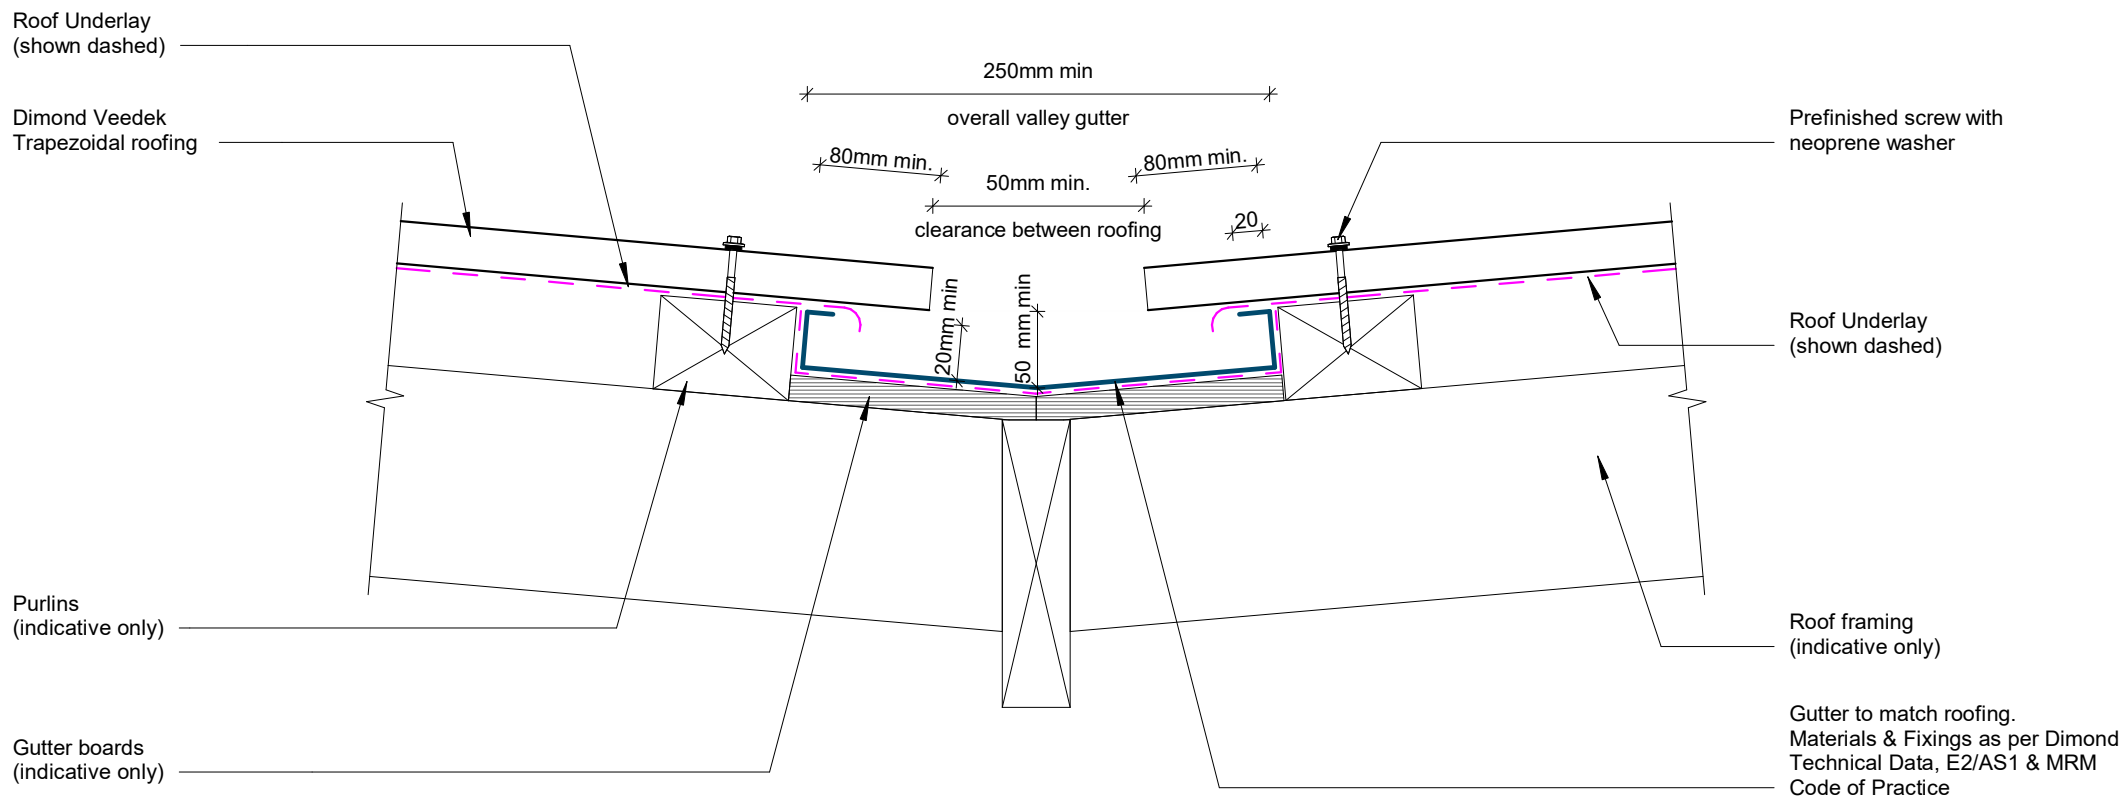 Roof Underlay
(shown dashed)
Dimond Veedek
Trapezoidal roofing
250mm min
overall valley gutter
80mm min.
80mm min.
50mm min.
clearance between roofing
20
20mm min
50 mm min
Prefinished screw with
neoprene washer
Roof Underlay
(shown dashed)
Purlins
(indicative only)
Gutter boards
(indicative only)
Roof framing
(indicative only)
Gutter to match roofing.
Materials & Fixings as per Dimond
Technical Data, E2/AS1 & MRM
Code of Practice